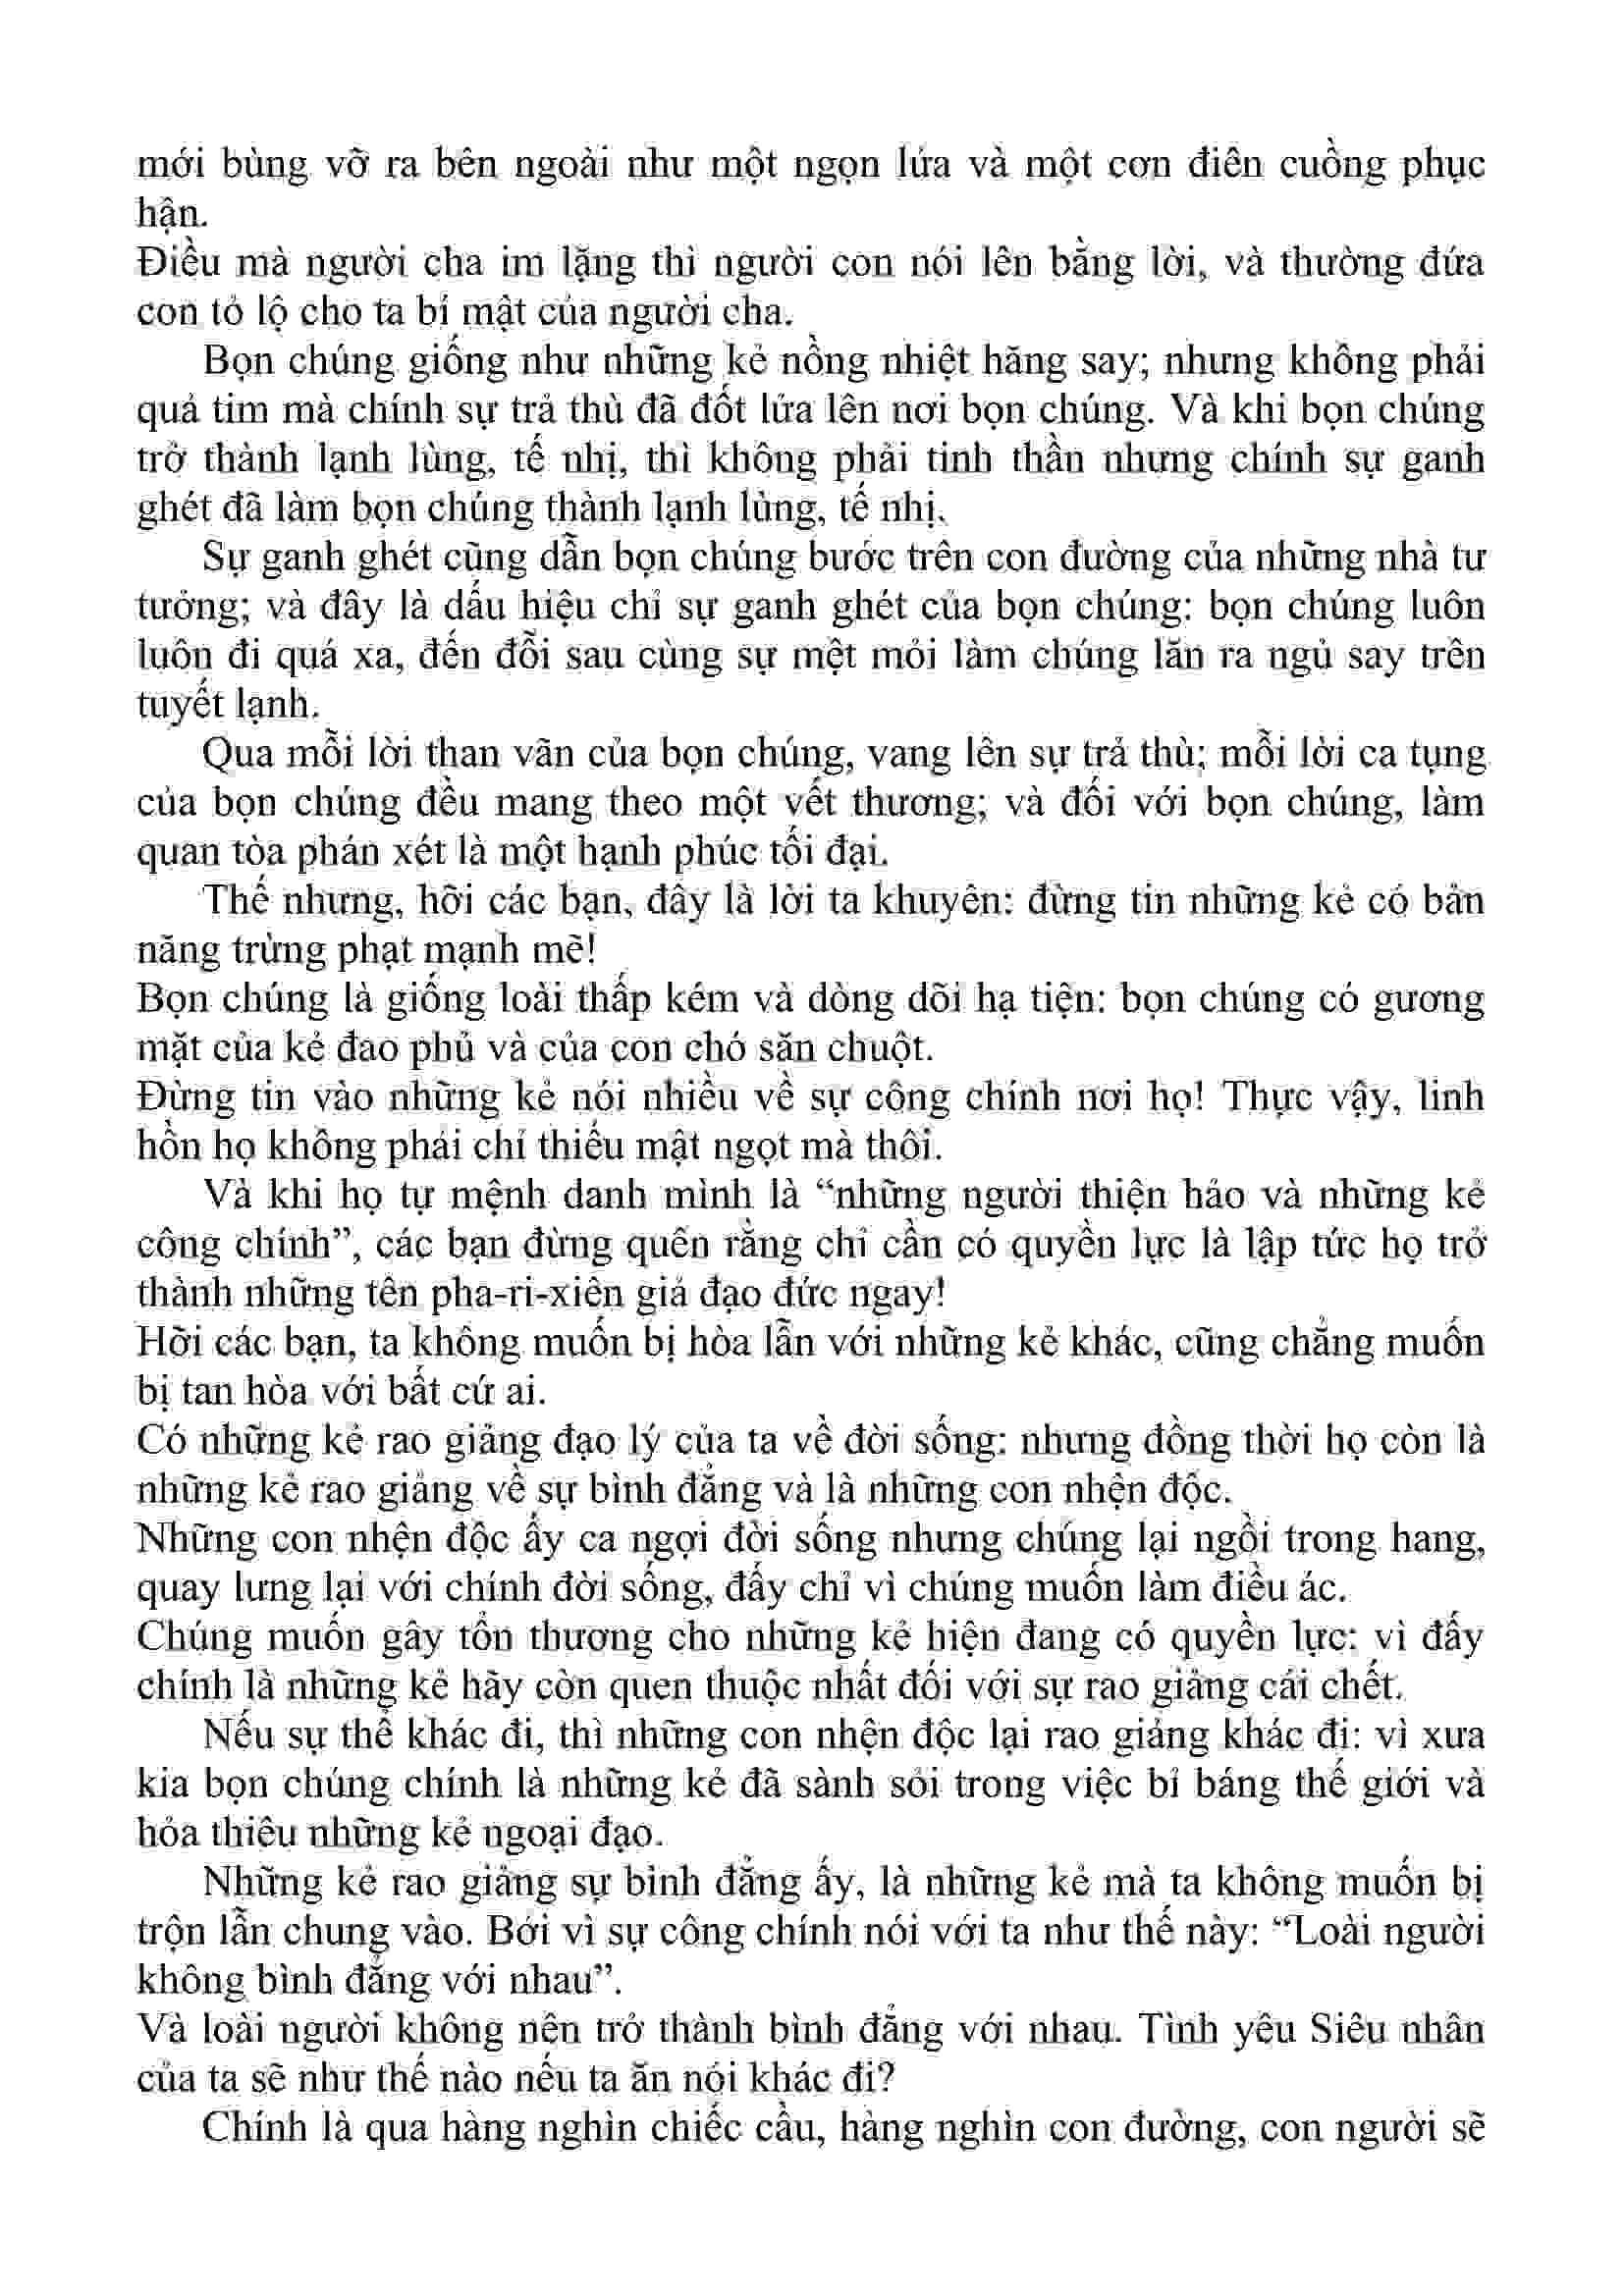 mới bùng vỡ ra bên ngoài như một ngọn lửa và một cơn điên cuồng phục
hận.
Điều mà người cha im lặng thì người con nói lên bằng lời, và thường đứa
con tỏ lộ cho ta bí mật của người cha.
Bọn chúng giống như những kẻ nồng nhiệt hăng say; nhưng không phải
quả tim mà chính sự trả thù đã đốt lửa lên nơi bọn chúng. Và khi bọn chúng
trở thành lạnh lùng, tế nhị, thì không phải tinh thần nhưng chính sự ganh
ghét đã làm bọn chúng thành lạnh lùng, tế nhị.
Sự ganh ghét cũng dẫn bọn chúng bước trên con đường của những nhà tư
tưởng; và đây là dấu hiệu chỉ sự ganh ghét của bọn chúng: bọn chúng luôn
luôn đi quá xa, đến đỗi sau cùng sự mệt mỏi làm chúng lăn ra ngủ say trên
tuyết lạnh.
Qua mỗi lời than vãn của bọn chúng, vang lên sự trả thù; mỗi lời ca tụng
của bọn chúng đều mang theo một vết thương; và đối với bọn chúng, làm
quan tòa phán xét là một hạnh phúc tối đại.
Thế nhưng, hỡi các bạn, đây là lời ta khuyên: đừng tin những kẻ có bản
năng trừng phạt mạnh mẽ!
Bọn chúng là giống loài thấp kém và dòng dõi hạ tiện: bọn chúng có gương
mặt của kẻ đao phủ và của con chó săn chuột.
Đừng tin vào những kẻ nói nhiều về sự công chính nơi họ! Thực vậy, linh
hồn họ không phải chỉ thiếu mật ngọt mà thôi.
Và khi họ tự mệnh danh mình là “những người thiện hảo và những kẻ
công chính”, các bạn đừng quên rằng chỉ cần có quyền lực là lập tức họ trở
thành những tên pha-ri-xiên giả đạo đức ngay!
Hỡi các bạn, ta không muốn bị hòa lẫn với những kẻ khác, cũng chẳng muốn
bị tan hòa với bất cứ ai.
Có những kẻ rao giảng đạo lý của ta về đời sống: nhưng đồng thời họ còn là
những kẻ rao giảng về sự bình đẳng và là những con nhện độc.
Những con nhện độc ấy ca ngợi đời sống nhưng chúng lại ngồi trong hang,
quay lưng lại với chính đời sống, đấy chỉ vì chúng muốn làm điều ác.
Chúng muốn gây tổn thương cho những kẻ hiện đang có quyền lực: vì đấy
chính là những kẻ hãy còn quen thuộc nhất đối với sự rao giảng cái chết.
Nếu sự thể khác đi, thì những con nhện độc lại rao giảng khác đi: vì xưa
kia bọn chúng chính là những kẻ đã sành sỏi trong việc bỉ báng thế giới và
hỏa thiêu những kẻ ngoại đạo.
Những kẻ rao giảng sự bình đẳng ấy, là những kẻ mà ta không muốn bị
trộn lẫn chung vào. Bởi vì sự công chính nói với ta như thế này: “Loài người
không bình đẳng với nhau”.
Và loài người không nên trở thành bình đẳng với nhau. Tình yêu Siêu nhân
của ta sẽ như thế nào nếu ta ăn nói khác đi?
Chính là qua hàng nghìn chiếc cầu, hàng nghìn con đường, con người sẽ